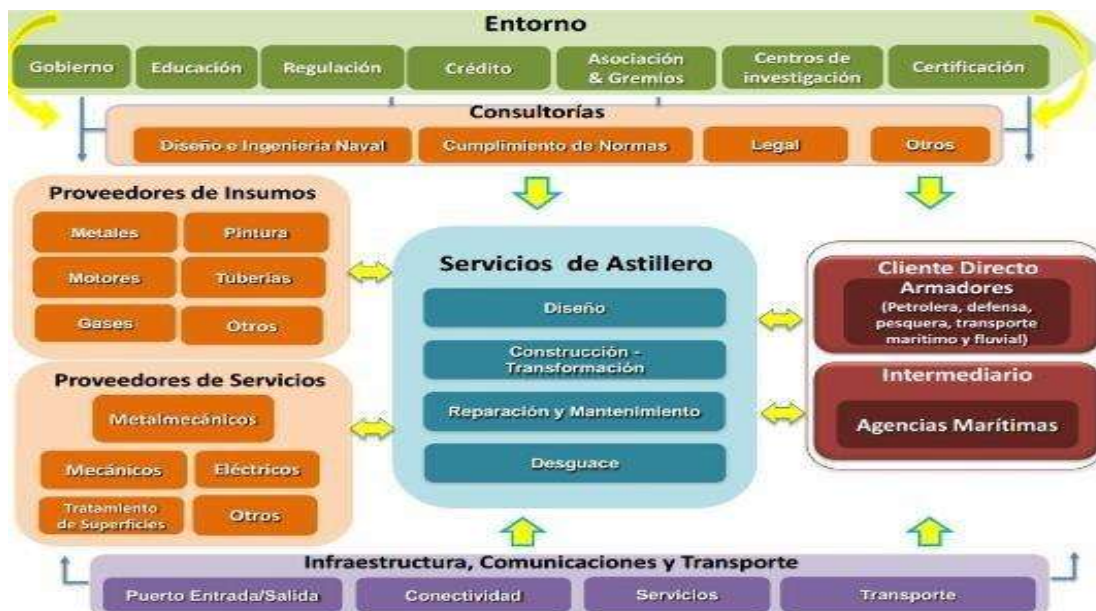 Entorno
Gobierno
Educación
Regulación
Crédito
Asociación
& Gremios
Centros de
investigación
Certificación
Consultorías
Diseño e Ingeniería Naval
Cumplimiento de Normas
Legal
Otros
Proveedores de Insumos
Metales
Pintura
Motores
Tuberías
Gases
Otros
Proveedores de Servicios
Metalmecánicos
Mecánicos
Eléctricos
Tratamiento
de Superficies
Otros
Servicios de Astillero
Diseño
Construcción -
Transformación
Reparación y Mantenimiento
Desguace
Cliente Directo
Armadores
(Petrolera, defensa,
pesquera, transporte
marítimo y fluvial)
Intermediario
Agencias Marítimas
Infraestructura, Comunicaciones y Transporte
Puerto Entrada/Salida
Conectividad
Servicios
Transporte